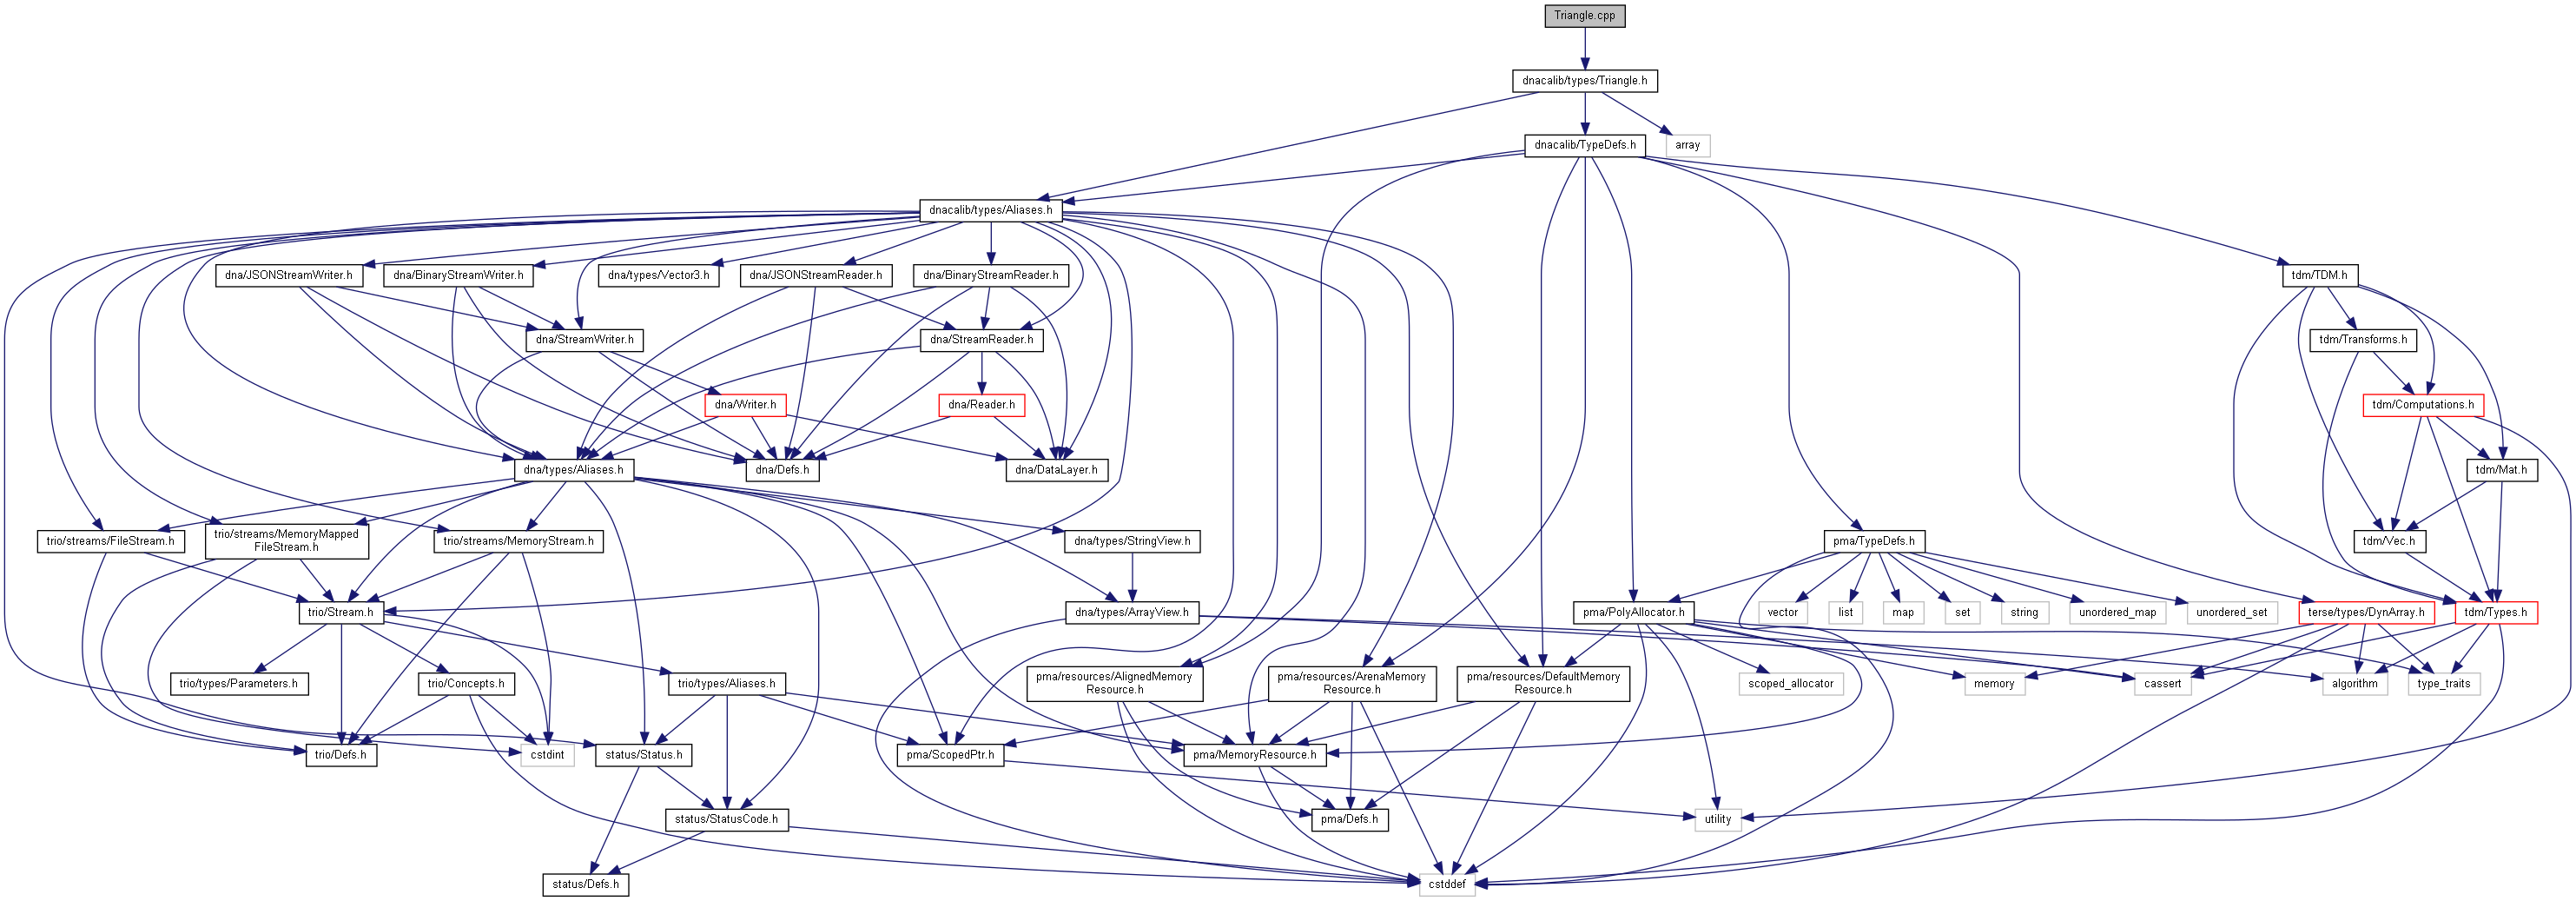 Triangle.cpp
dnacalib/types/Triangle.h
dnacalib/TypeDefs.h
array
dnacalib/types/Aliases.h
dna/JSONStreamWriter.h
dna/BinaryStreamWriter.h
dna/types/Vector3.h
dna/JSONStreamReader.h
dna/BinaryStreamReader.h
tdm/TDM.h
dna/StreamWriter.h
dna/StreamReader.h
tdm/Transforms.h
dna/Writer.h
dna/Reader.h
tdm/Computations.h
dna/types/Aliases.h
dna/Defs.h
dna/DataLayer.h
tdm/Mat.h
trio/streams/FileStream.h
trio/streams/MemoryMapped
FileStream.h
trio/streams/MemoryStream.h
dna/types/StringView.h
pma/TypeDefs.h
tdm/Vec.h
trio/Stream.h
dna/types/ArrayView.h
pma/PolyAllocator.h
vector
list
map
set
string
unordered_map
unordered_set
terse/types/DynArray.h
tdm/Types.h
trio/types/Parameters.h
trio/Concepts.h
trio/types/Aliases.h
pma/resources/AlignedMemory
Resource.h
pma/resources/ArenaMemory
Resource.h
pma/resources/DefaultMemory
Resource.h
scoped_allocator
memory
cassert
algorithm
type_traits
trio/Defs.h
cstdint
status/Status.h
pma/ScopedPtr.h
pma/MemoryResource.h
status/StatusCode.h
pma/Defs.h
utility
status/Defs.h
cstddef